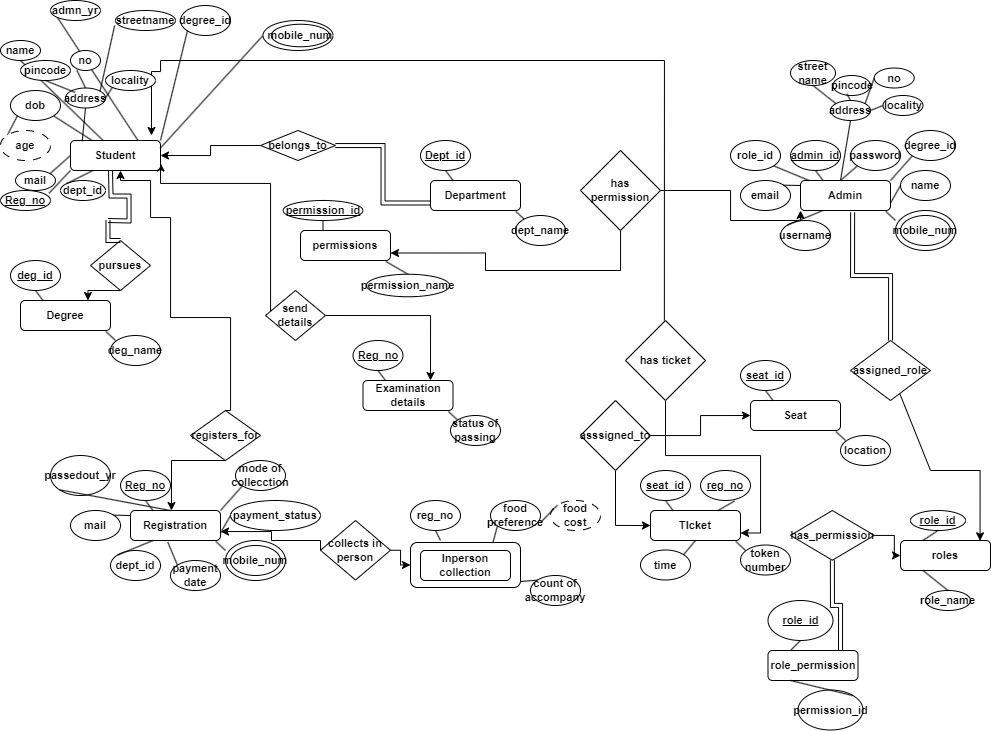 admn_yr
streetname
degree_id
mobile_num
name
no
pincode
locality
address
dob
age
Student
mail
dept_id
Reg_no
belongs_to
Dept_id
Department
dept_name
permission_id
permissions
permission_name
has
permission
street
name
pincode
no
address
locality
role_id
admin_id
password
degree_id
email
Admin
name
username
mobile_num
pursues
deg_id
Degree
deg_name
send
details
Reg_no
Examination
details
status of
passing
has ticket
asssigned_to
seat_id
Seat
location
assigned_role
registers_for
passedout_yr
Reg_no
mode of
collecction
mail
Registration
payment_status
dept_id
payment
date
mobile_num
collects in
person
reg_no
food
preference
food
cost
Inperson
collection
count of
accompany
seat_id
reg_no
TIcket
time
token
number
has_permission
role_id
roles
role_name
role_id
role_permission
permission_id